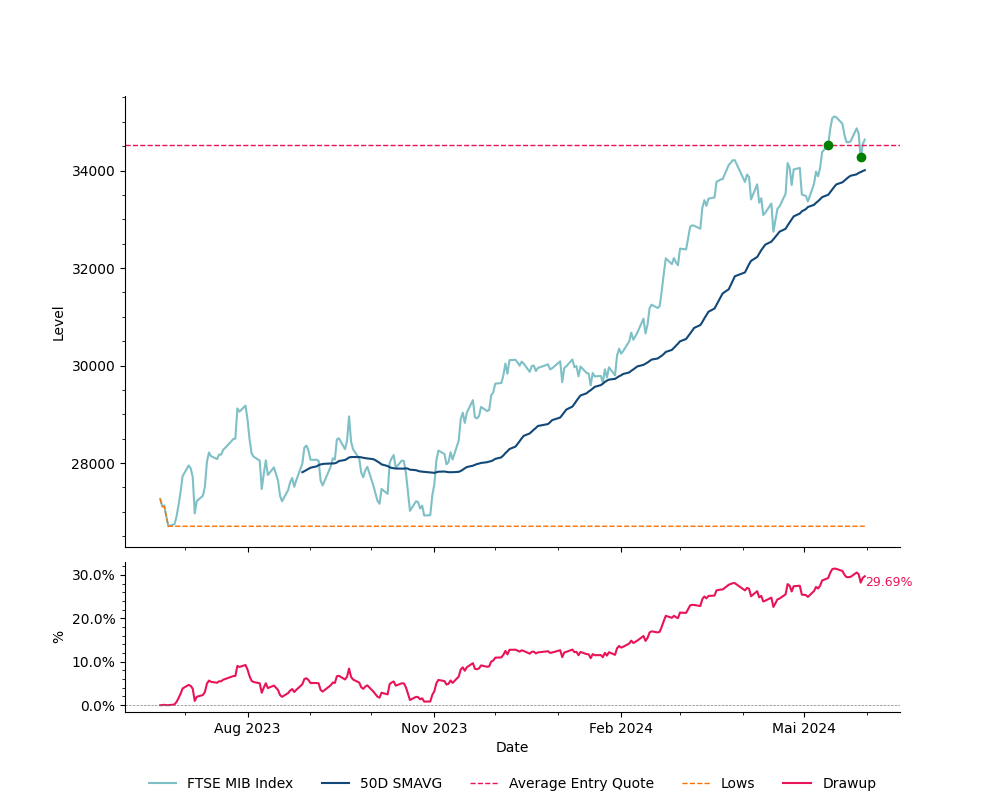 34000
32000
30000
28000
Level
30.0%
20.0%
10.0%
0.0%
%
29.69%
Aug 2023 Nov 2023 Feb 2024 Mai 2024
Date
FTSE MIB Index 50D SMAVG Average Entry Quote Lows Drawup